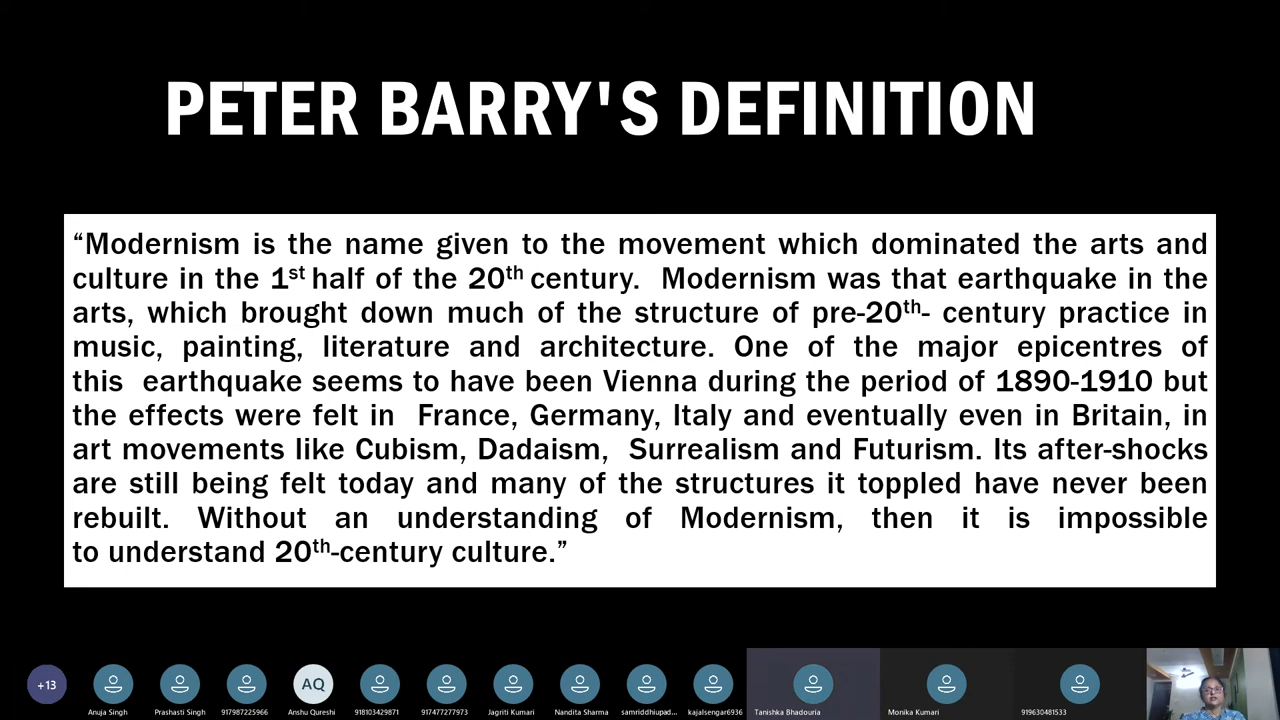 PETER BARRY'S DEFINITION
“Modernism is the name given to the movement which dominated the arts and
culture in the 1st half of the 20th century. Modernism was that earthquake in the
arts, which brought down much of the structure of pre-20th- century practice in
music, painting, literature and architecture. One of the major epicentres of
this earthquake seems to have been Vienna during the period of 1890-1910 but
the effects were felt in France, Germany, Italy and eventually even in Britain, in
art movements like Cubism, Dadaism, Surrealism and Futurism. Its after-shocks
are still being felt today and many of the structures it toppled have never been
rebuilt. Without an understanding of Modernism, then it is impossible
to understand 20th-century culture.”
+13
AQ
Anuja Singh
Prashasti Singh
917987225966
Anshu Qureshi
918103429871
917477277973
Jagriti Kumari
Nandita Sharma
samriddhiupad...
kajalsengar6936
Tanishka Bhadouria
Monika Kumari
919630481533